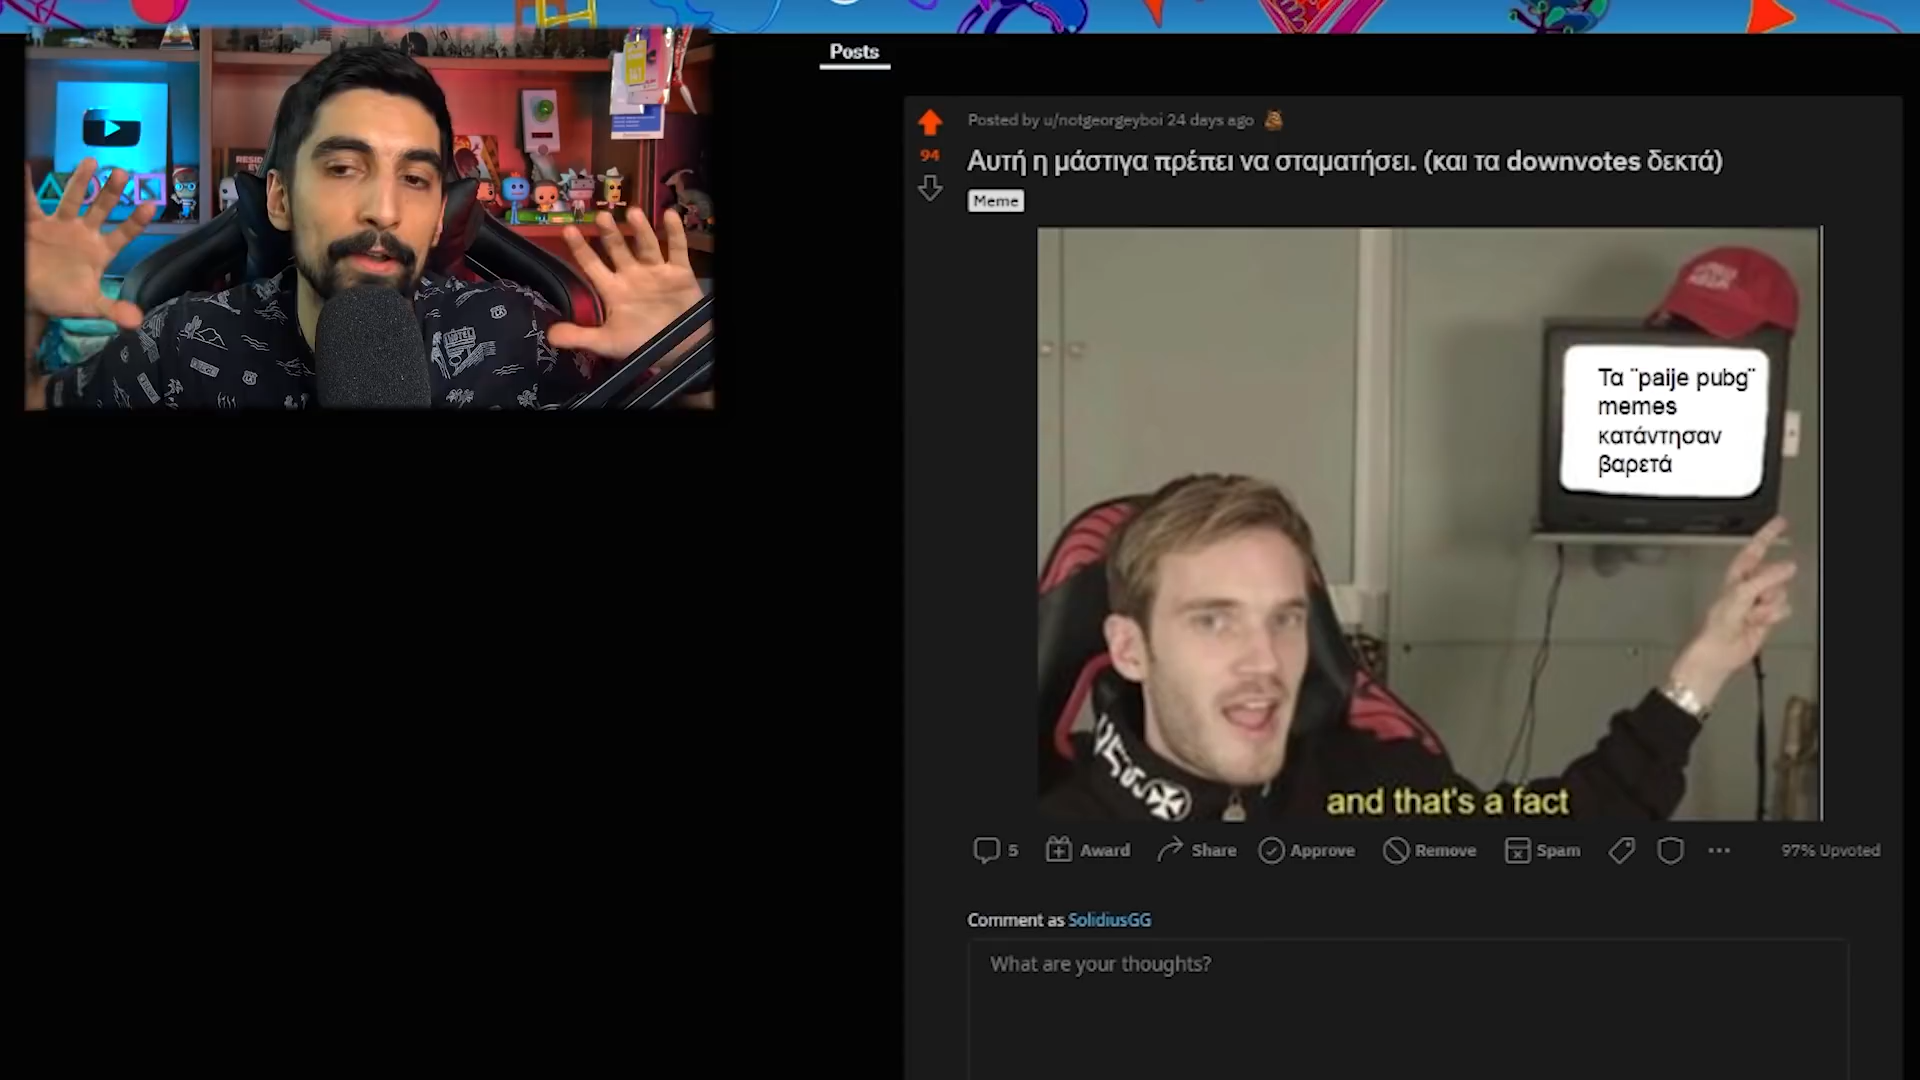 Posts
Posted by u/notgeorgeyboi 24 days ago
94
Αυτή η μάστιγα πρέπει να σταματήσει. (και τα downvotes δεκτά)
Meme
Τα ¨paije pubg¨
memes
κατάντησαν
βαρετά
and that's a fact
5 Award Share Approve Remove Spam 97% Upvoted
Comment as SolidiusGG
What are your thoughts?